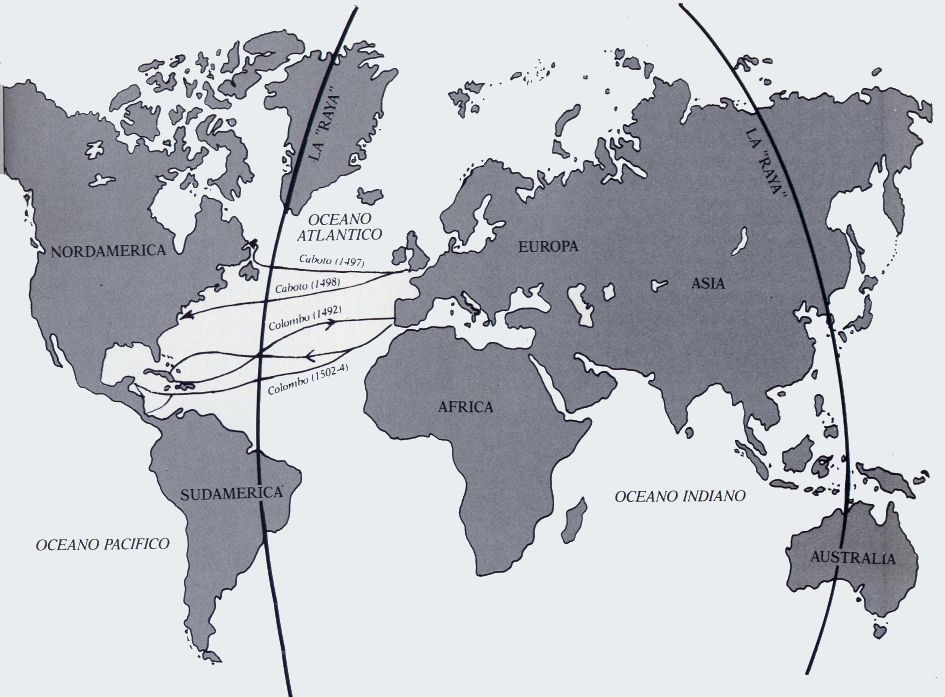 LA "RAYA"
LA "RAYA"
OCEANO
ATLANTICO
NORDAMERICA
EUROPA
Caboto (1497)
ASIA
Caboto (1498)
Colombo (1492)
Colombo (1502-4)
AFRICA
SUDAMERICA
OCEANO INDIANO
OCEANO PACIFICO
AUSTRALIA